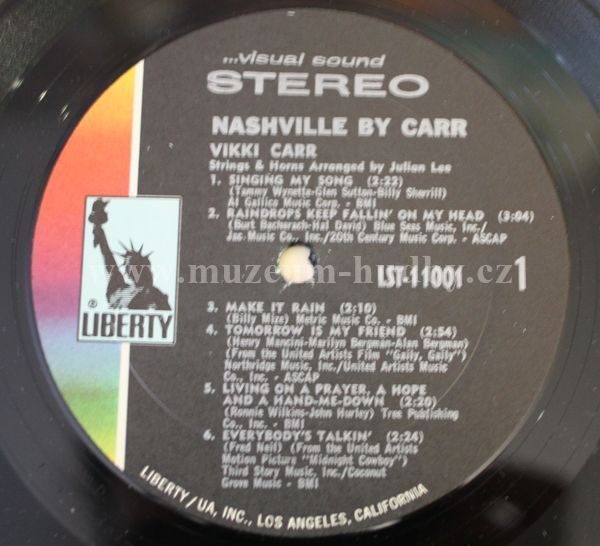 ...visual sound
STEREO
NASHVILLE BY CARR
VIKKI CARR
Strings & Horns Arranged by Julian Lee
1. SINGING MY SONG (2:22)
(Tammy Wynette-Glen Sutton-Billy Sherrill)
Al Gallico Music Corp. - BMI
2. RAINDROPS KEEP FALLIN' ON MY HEAD (3:04)
(Burt Bacharach-Hal David) Blue Seas Music, Inc./
Jac Music Co., Inc./20th Century Music Corp. - ASCAP
www.muzeum-hudby.cz
LST-11001
1
LIBERTY
3. MAKE IT RAIN (2:10)
(Billy Mize) Metric Music Co. - BMI
4. TOMORROW IS MY FRIEND (2:54)
(Henry Mancini-Marilyn Bergman-Alan Bergman)
(From the United Artists Film "Gaily, Gaily")
Northridge Music, Inc./United Artists Music
Co., Inc. - ASCAP
5. LIVING ON A PRAYER, A HOPE
AND A HAND-ME-DOWN (2:20)
(Ronnie Wilkins-John Hurley) Tree Publishing
Co., Inc. - BMI
6. EVERYBODY'S TALKIN' (2:24)
(Fred Neil) (From the United Artists
Motion Picture "Midnight Cowboy")
Third Story Music, Inc./Coconut
Grove Music - BMI
LIBERTY/UA, INC., LOS ANGELES, CALIFORNIA